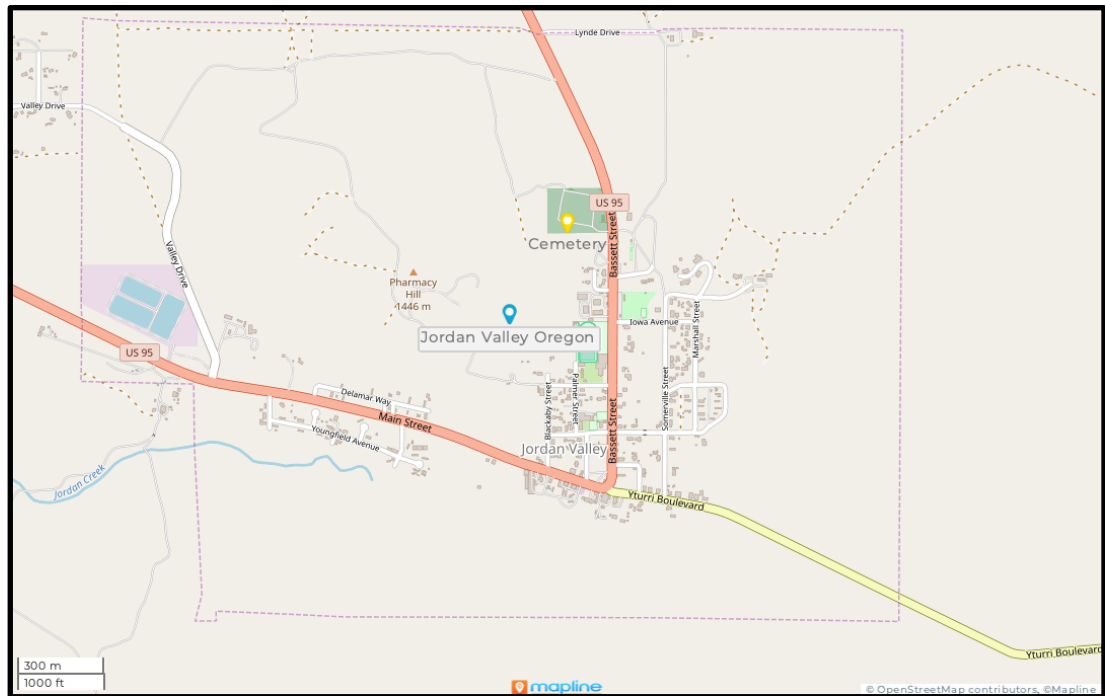 Lynde Drive
Valley Drive
US 95
Cemetery
Bassett Street
Valley Drive
Pharmacy
Hill
1446 m
Jordan Valley Oregon
Iowa Avenue
Marshall Street
US 95
Somerville Street
Palmer Street
Blackaby Street
Delamar Way
Main Street
Youngfield Avenue
Bassett Street
Jordan Valley
Jordan Creek
Yturri Boulevard
Yturri Boulevard
300 m
1000 ft
mapline
© OpenStreetMap contributors, ©Mapline